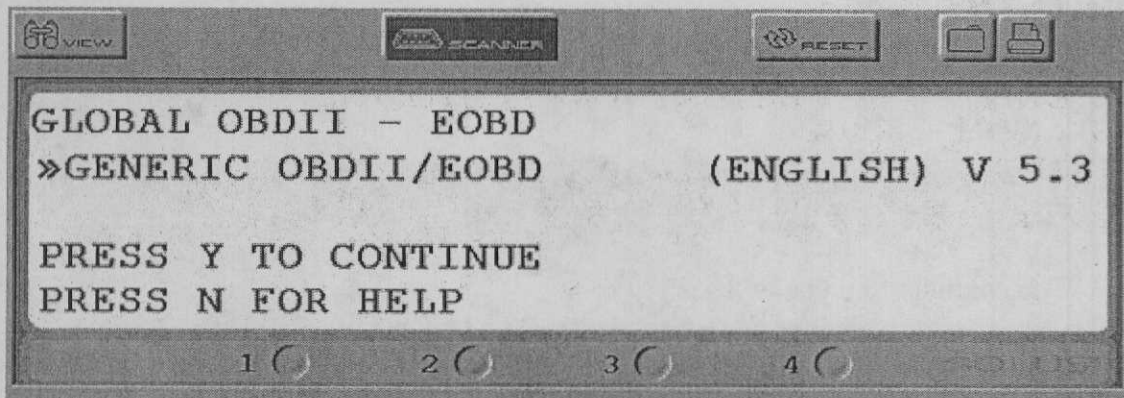 VIEW SCANNER RESET
GLOBAL OBDII - EOBD
»GENERIC OBDII/EOBD (ENGLISH) V 5.3
PRESS Y TO CONTINUE
PRESS N FOR HELP
1 2 3 4